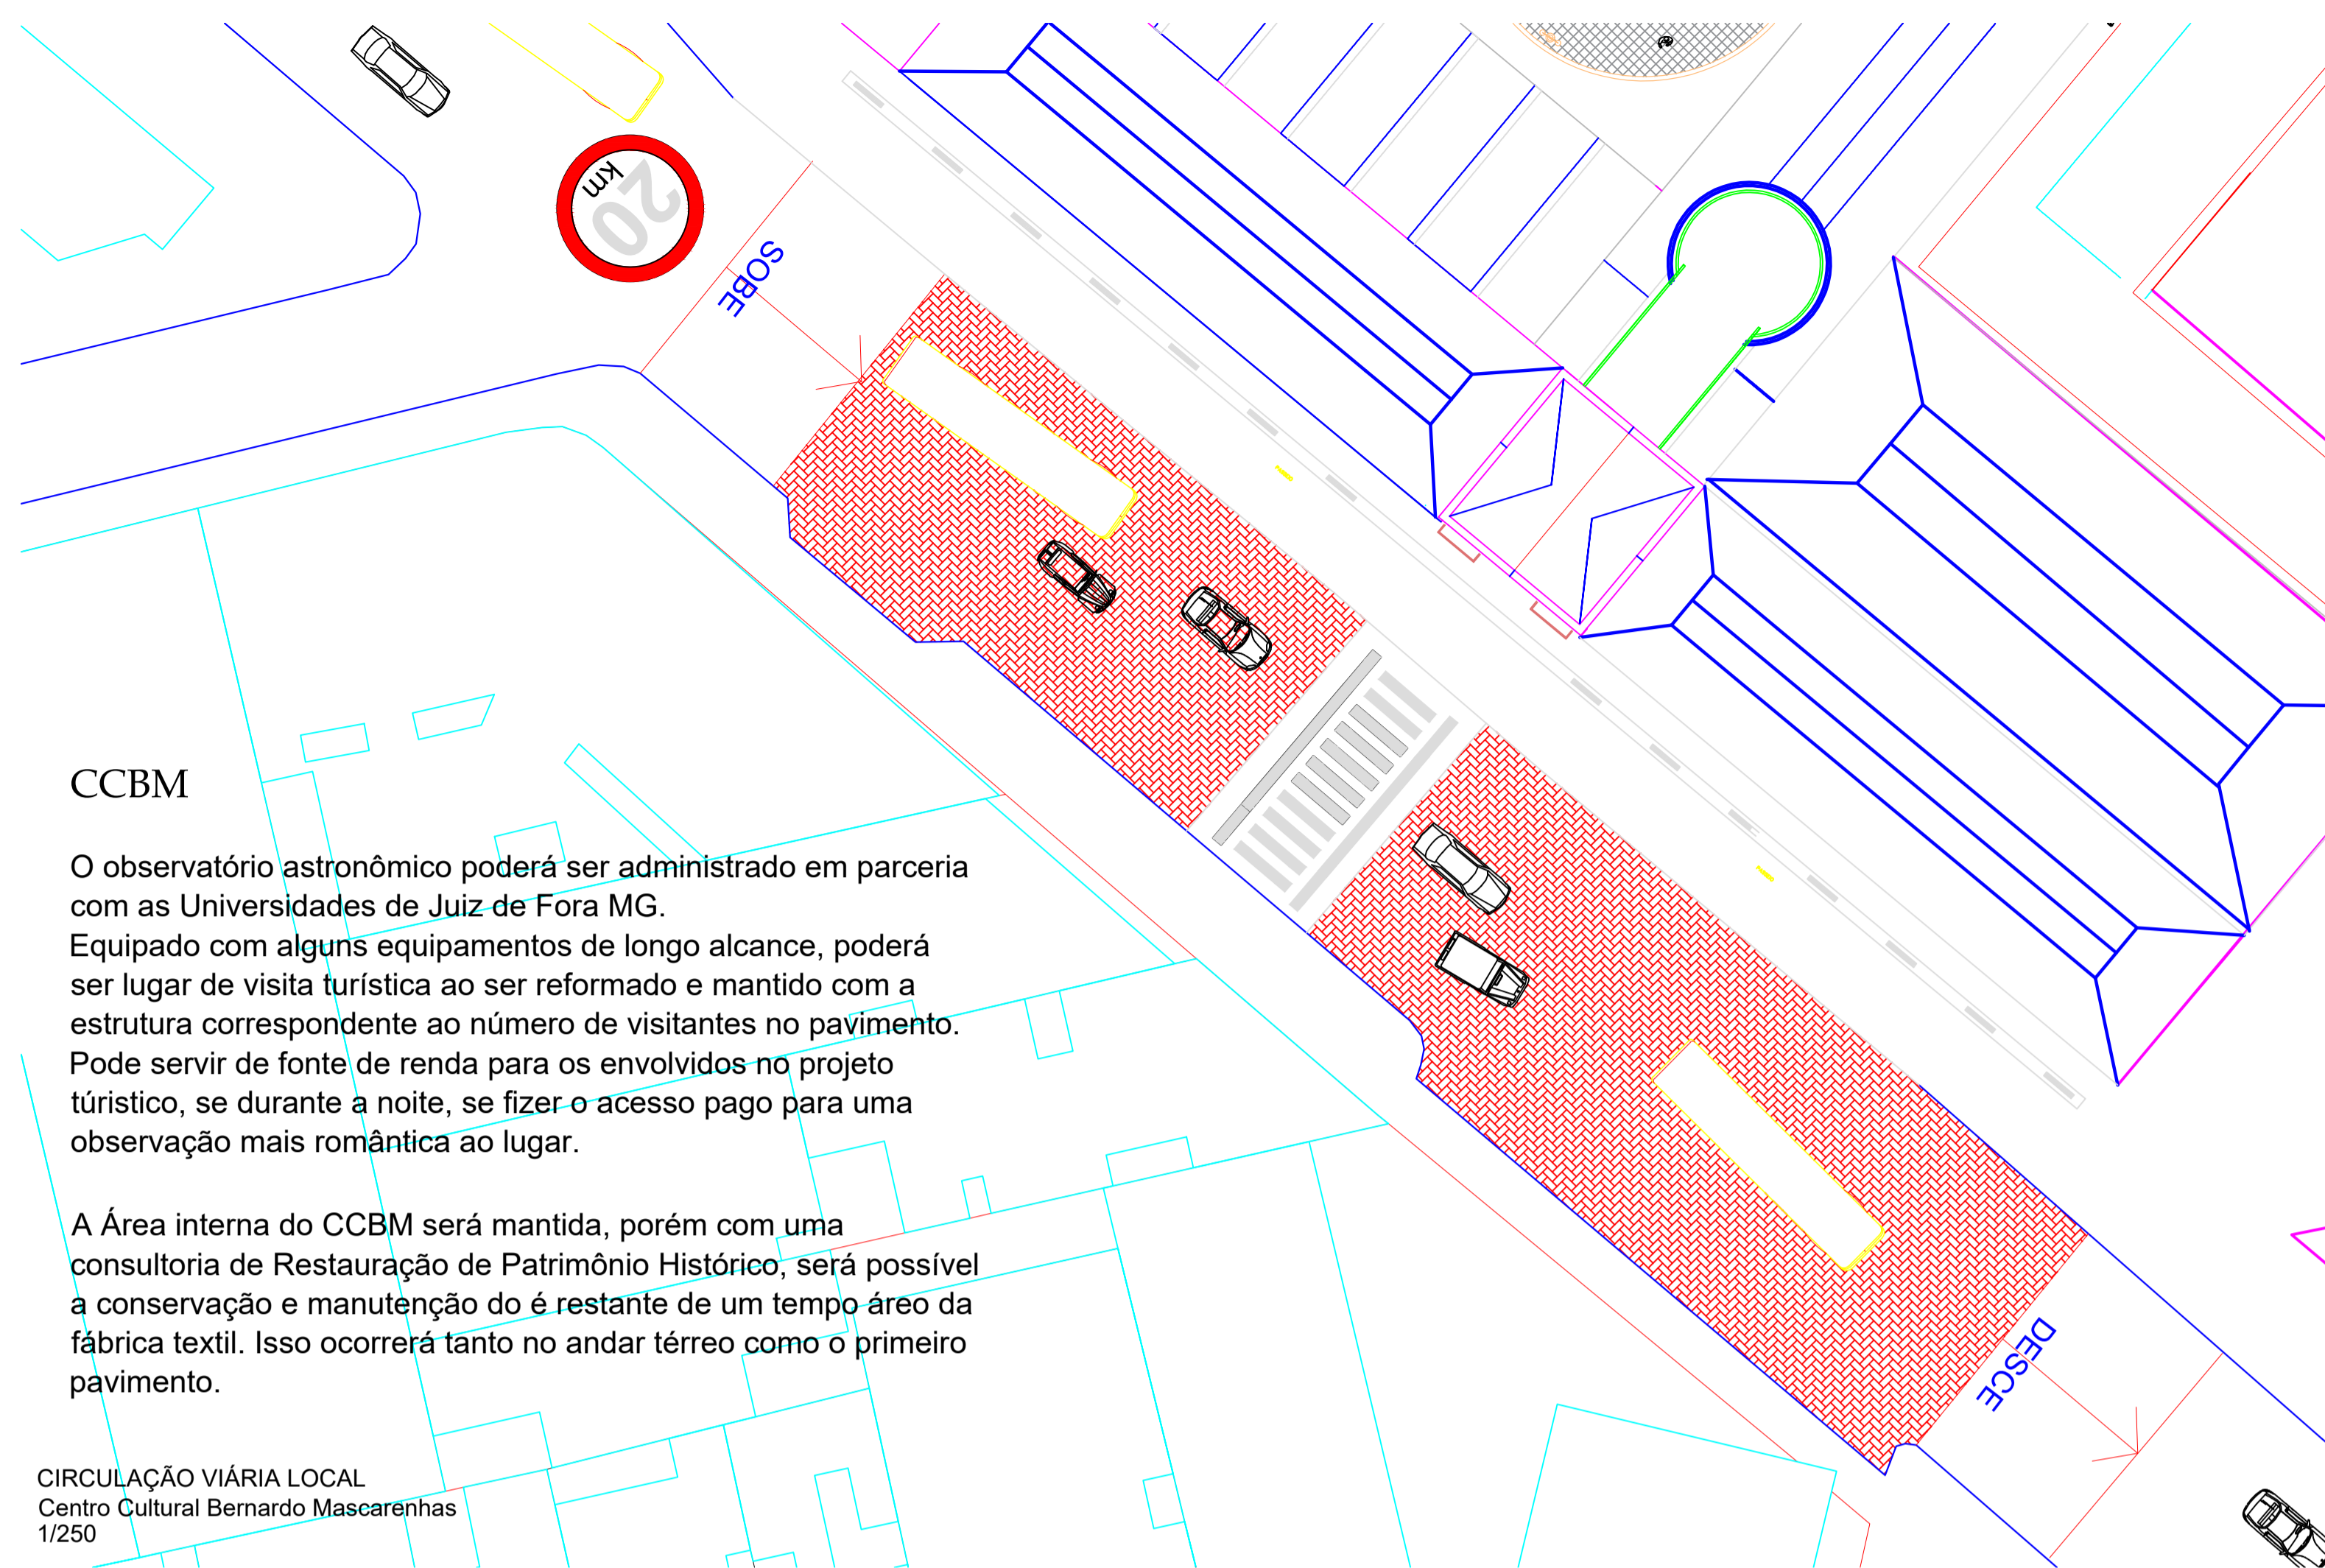 20
km
SOBE
CCBM
O observatório astronômico poderá ser administrado em parceria
com as Universidades de Juiz de Fora MG.
Equipado com alguns equipamentos de longo alcance, poderá
ser lugar de visita turística ao ser reformado e mantido com a
estrutura correspondente ao número de visitantes no pavimento.
Pode servir de fonte de renda para os envolvidos no projeto
túristico, se durante a noite, se fizer o acesso pago para uma
observação mais romântica ao lugar.
A Área interna do CCBM será mantida, porém com uma
consultoria de Restauração de Patrimônio Histórico, será possível
a conservação e manutenção do é restante de um tempo áreo da
fábrica textil. Isso ocorrerá tanto no andar térreo como o primeiro
pavimento.
DESCE
CIRCULAÇÃO VIÁRIA LOCAL
Centro Cultural Bernardo Mascarenhas
1/250